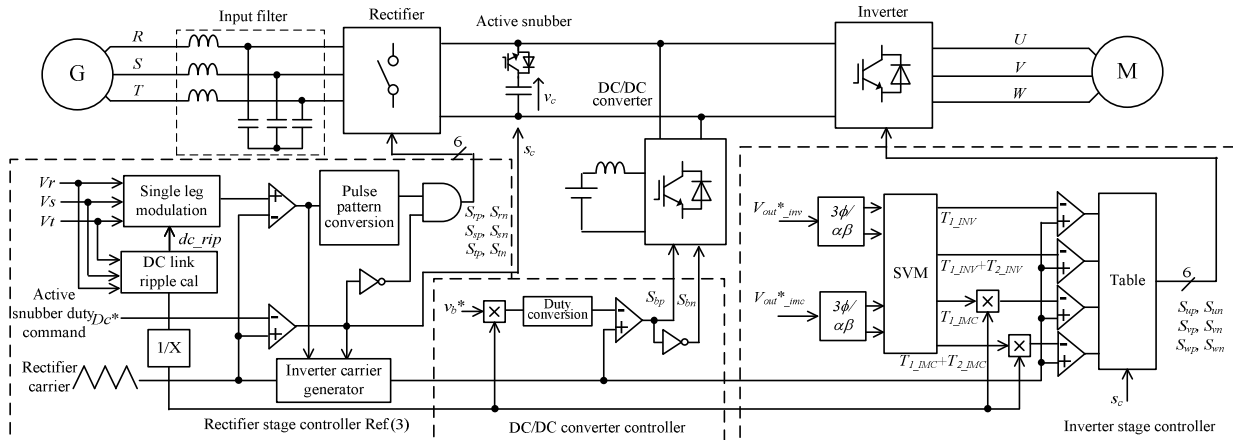 Input filter
Rectifier
Active snubber
Inverter
G
R
S
T
v_c
DC/DC
converter
U
V
W
M
6
s_c
Vr
Vs
Vt
Single leg
modulation
dc_rip
DC link
ripple cal
Pulse
pattern
conversion
S_rp, S_rn
S_sp, S_sn
S_tp, S_tn
Active
snubber duty
command
Dc*
1/X
Rectifier
carrier
Inverter carrier
generator
Rectifier stage controller Ref.(3)
v_b*
×
Duty
conversion
S_bp
S_bn
DC/DC converter controller
V_out*_inv
3ϕ/
αβ
V_out*_imc
3ϕ/
αβ
SVM
T_1_INV
T_1_INV+T_2_INV
×
T_1_IMC
×
T_1_IMC+T_2_IMC
Table
6
S_up, S_un
S_vp, S_vn
S_wp, S_wn
s_c
Inverter stage controller
+
-
-
+
-
+
-
+
-
+
-
+
-
+